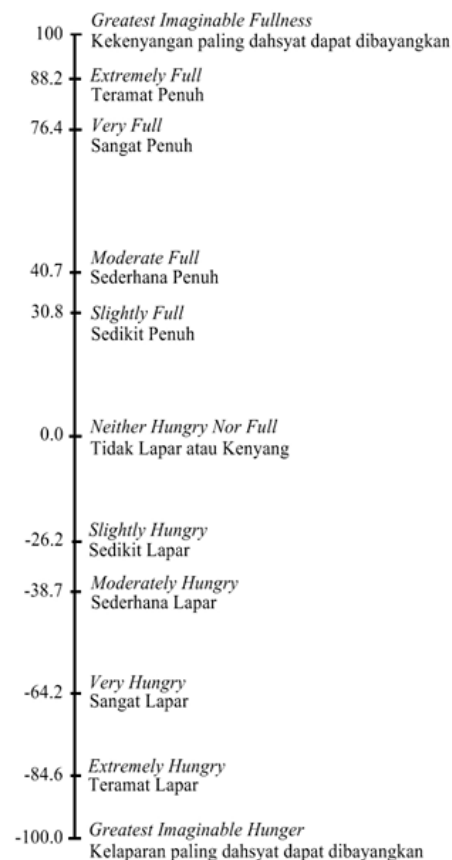 Greatest Imaginable Fullness
100 Kekenyangan paling dahsyat dapat dibayangkan
88.2 Extremely Full
Teramat Penuh
76.4 Very Full
Sangat Penuh
Moderate Full
40.7 Sederhana Penuh
30.8 Slightly Full
Sedikit Penuh
0.0 Neither Hungry Nor Full
Tidak Lapar atau Kenyang
-26.2 Slightly Hungry
Sedikit Lapar
-38.7 Moderately Hungry
Sederhana Lapar
-64.2 Very Hungry
Sangat Lapar
-84.6 Extremely Hungry
Teramat Lapar
-100.0 Greatest Imaginable Hunger
Kelaparan paling dahsyat dapat dibayangkan